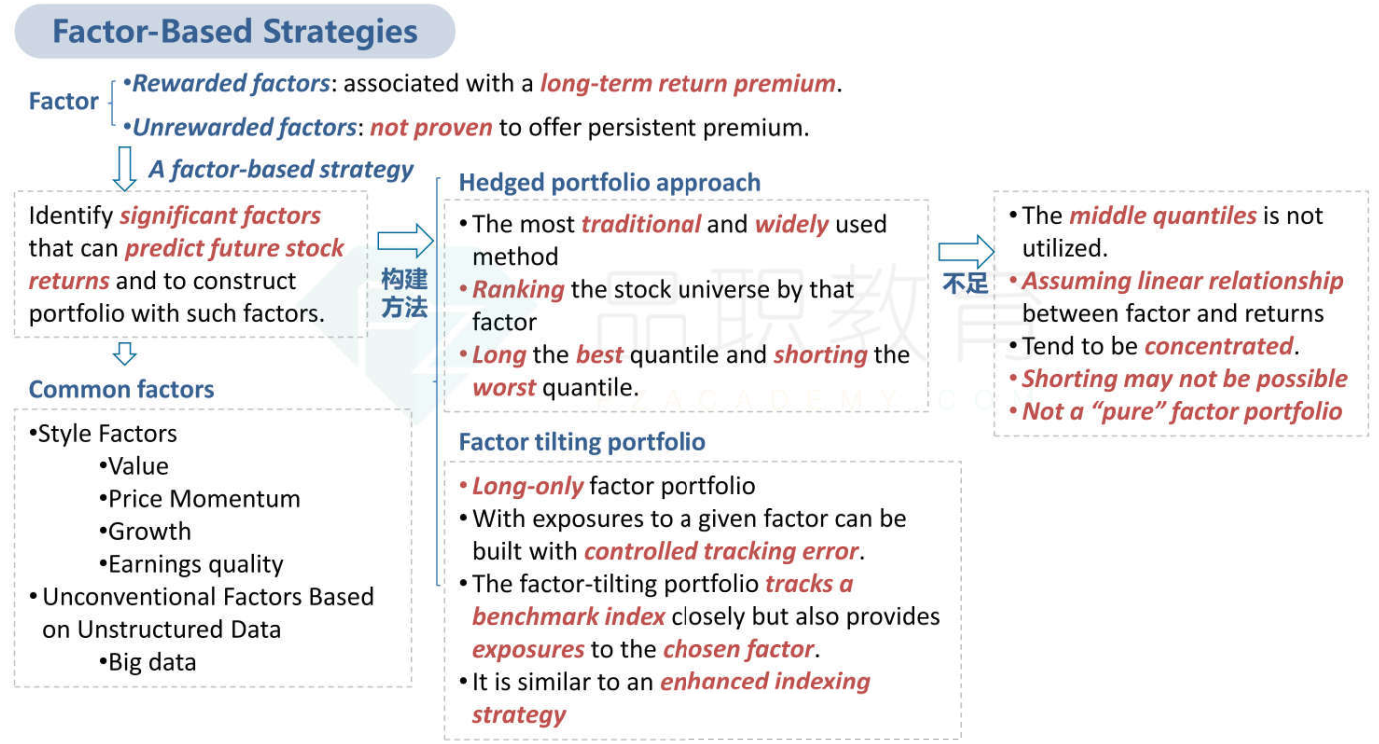 Factor-Based Strategies
Factor
•Rewarded factors: associated with a long-term return premium.
•Unrewarded factors: not proven to offer persistent premium.
A factor-based strategy
Identify significant factors
that can predict future stock
returns and to construct
portfolio with such factors.
Common factors
•Style Factors
•Value
•Price Momentum
•Growth
•Earnings quality
•Unconventional Factors Based
on Unstructured Data
•Big data
构建
方法
Hedged portfolio approach
•The most traditional and widely used
method
•Ranking the stock universe by that
factor
•Long the best quantile and shorting the
worst quantile.
Factor tilting portfolio
•Long-only factor portfolio
•With exposures to a given factor can be
built with controlled tracking error.
•The factor-tilting portfolio tracks a
benchmark index closely but also provides
exposures to the chosen factor.
•It is similar to an enhanced indexing
strategy
不足
•The middle quantiles is not
utilized.
•Assuming linear relationship
between factor and returns
•Tend to be concentrated.
•Shorting may not be possible
•Not a “pure” factor portfolio
品职教育